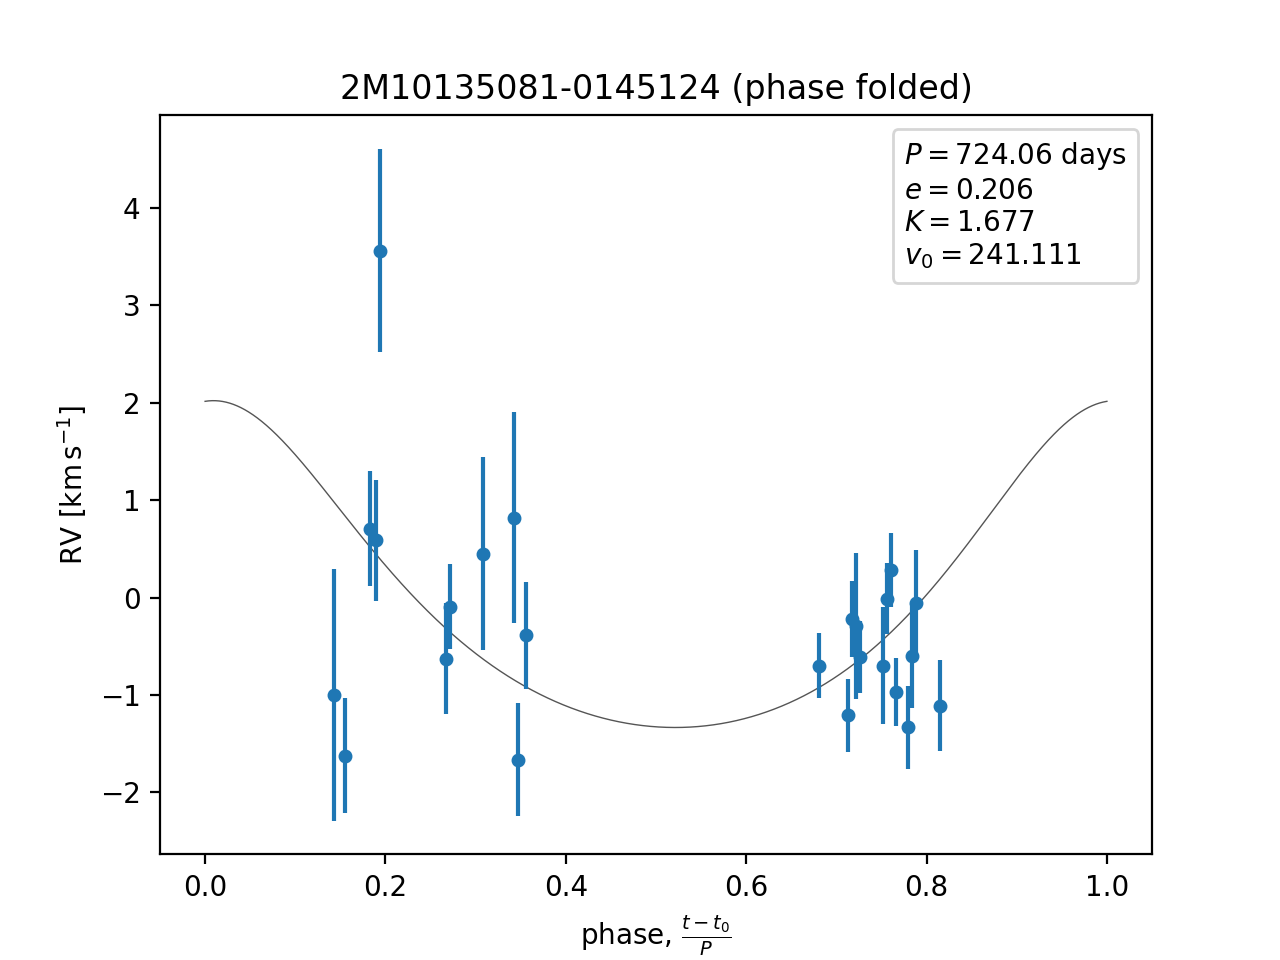 2M10135081-0145124 (phase folded)
P = 724.06 days
e = 0.206
K = 1.677
v₀ = 241.111
RV [km s⁻¹]
4
3
2
1
0
−1
−2
0.0 0.2 0.4 0.6 0.8 1.0
phase, (t − t₀)/P